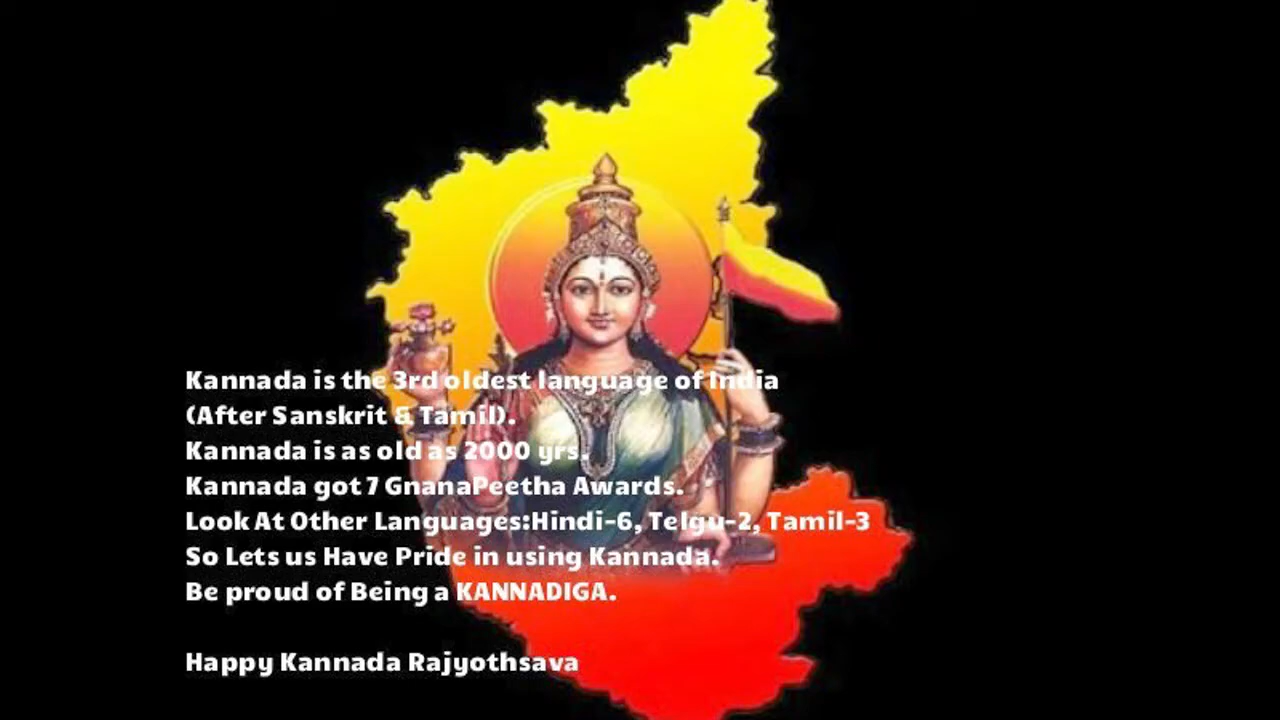 Kannada is the 3rd oldest language of India
(After Sanskrit & Tamil).
Kannada is as old as 2000 yrs.
Kannada got 7 GnanaPeetha Awards.
Look At Other Languages:Hindi-6, Telgu-2, Tamil-3
So Lets us Have Pride in using Kannada.
Be proud of Being a KANNADIGA.
Happy Kannada Rajyothsava